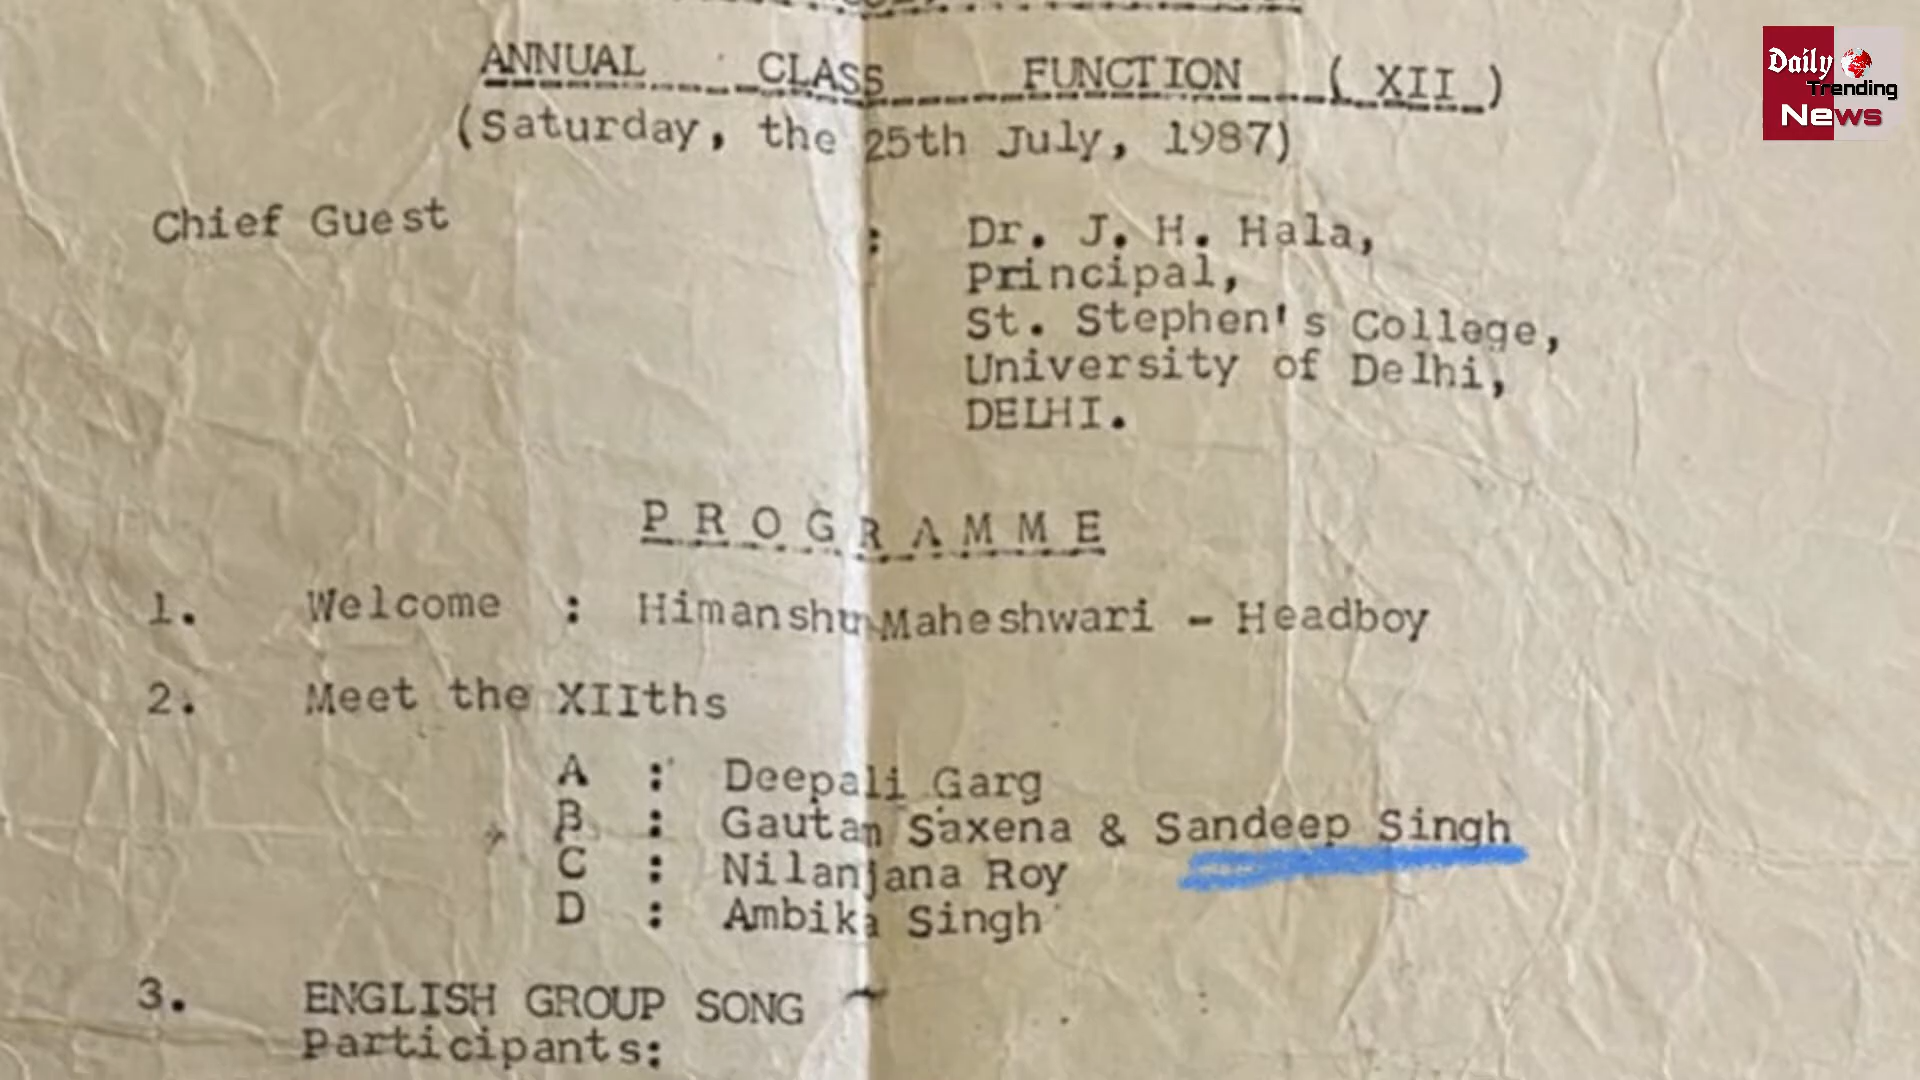 ANNUAL CLASS FUNCTION ( XII )
(Saturday, the 25th July, 1987)
Chief Guest : Dr. J. H. Hala,
Principal,
St. Stephen's College,
University of Delhi,
DELHI.
PROGRAMME
1. Welcome : Himanshu Maheshwari - Headboy
2. Meet the XIIths
A : Deepali Garg
B : Gautam Saxena & Sandeep Singh
C : Nilanjana Roy
D : Ambika Singh
3. ENGLISH GROUP SONG
Participants:
Daily
Trending
News